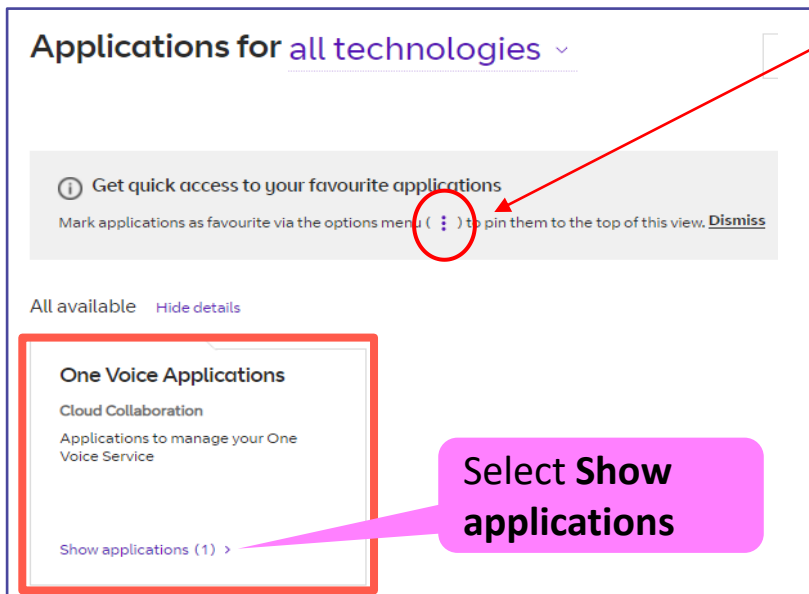 Applications for all technologies
Get quick access to your favourite applications
Mark applications as favourite via the options menu ( ⋮ ) to pin them to the top of this view. Dismiss
All available Hide details
One Voice Applications
Cloud Collaboration
Applications to manage your One
Voice Service
Select Show
applications
Show applications (1) >